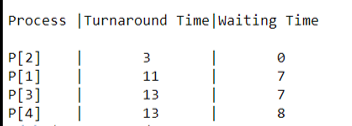 Process |Turnaround Time|Waiting Time
P[2] | 3 | 0
P[1] | 11 | 7
P[3] | 13 | 7
P[4] | 13 | 8